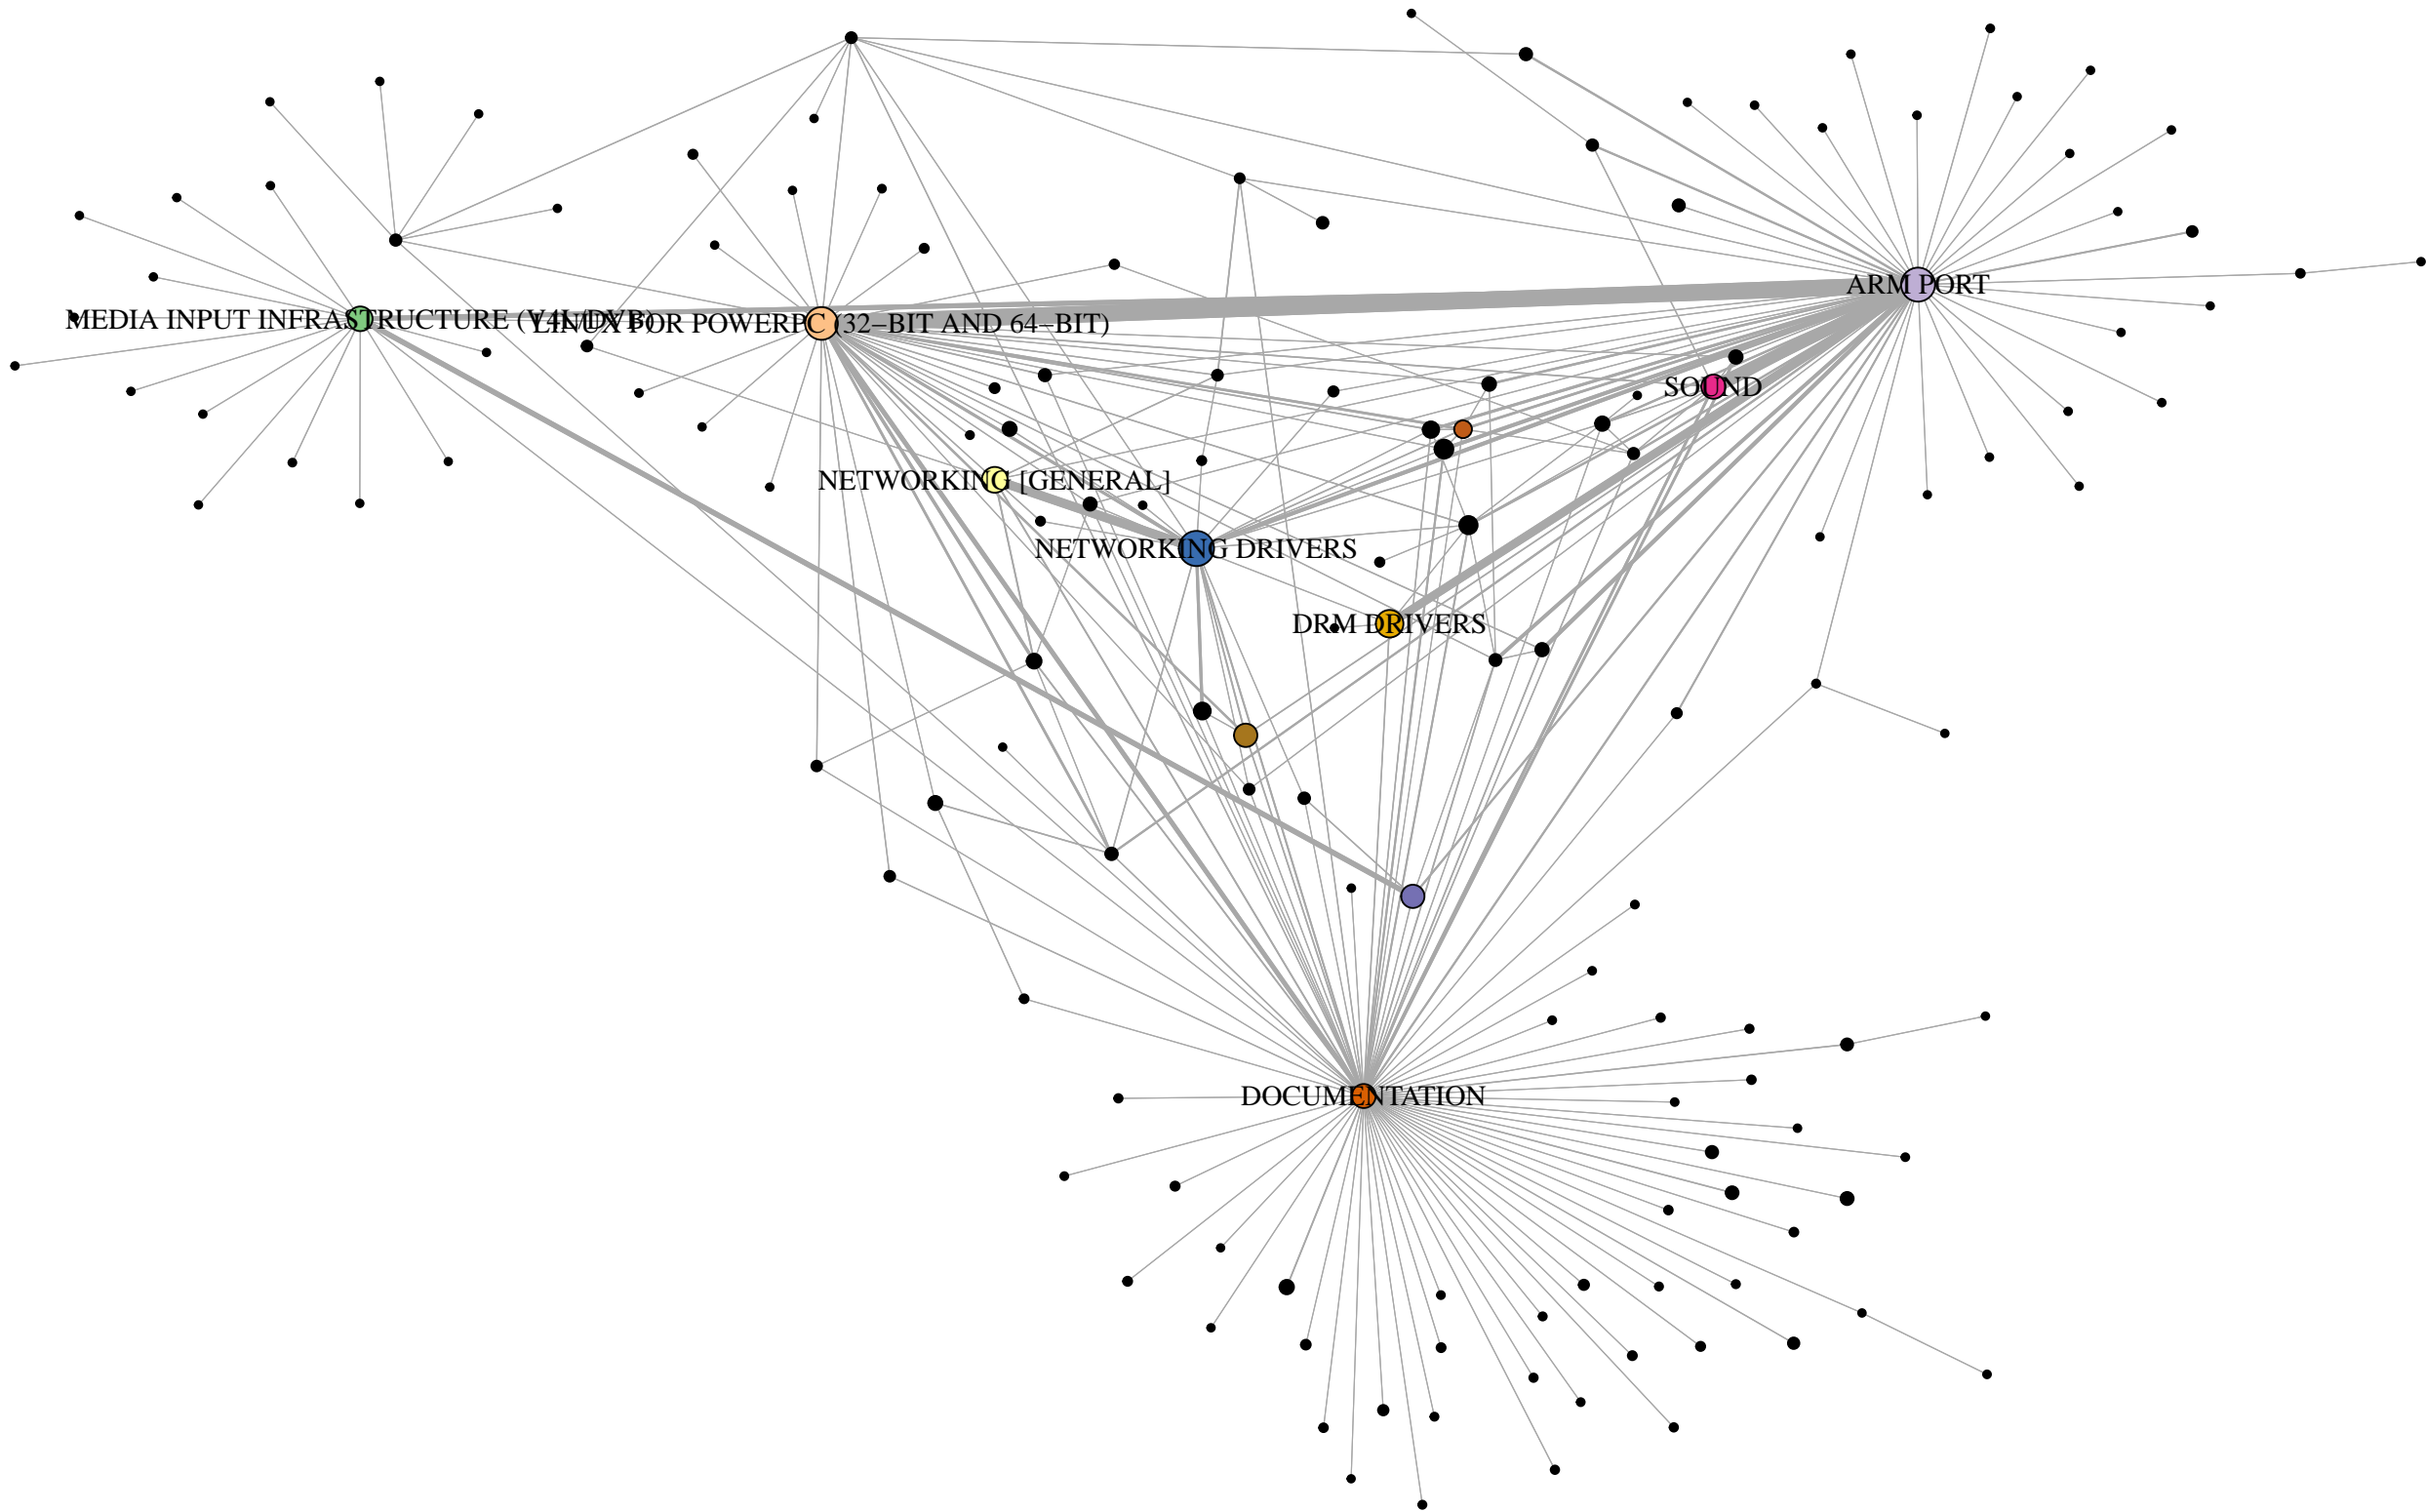 ARM PORT
MEDIA INPUT INFRASTRUCTURE (V4L/DVB)
LINUX FOR POWERPC (32−BIT AND 64−BIT)
SOUND
NETWORKING [GENERAL]
NETWORKING DRIVERS
DRM DRIVERS
DOCUMENTATION